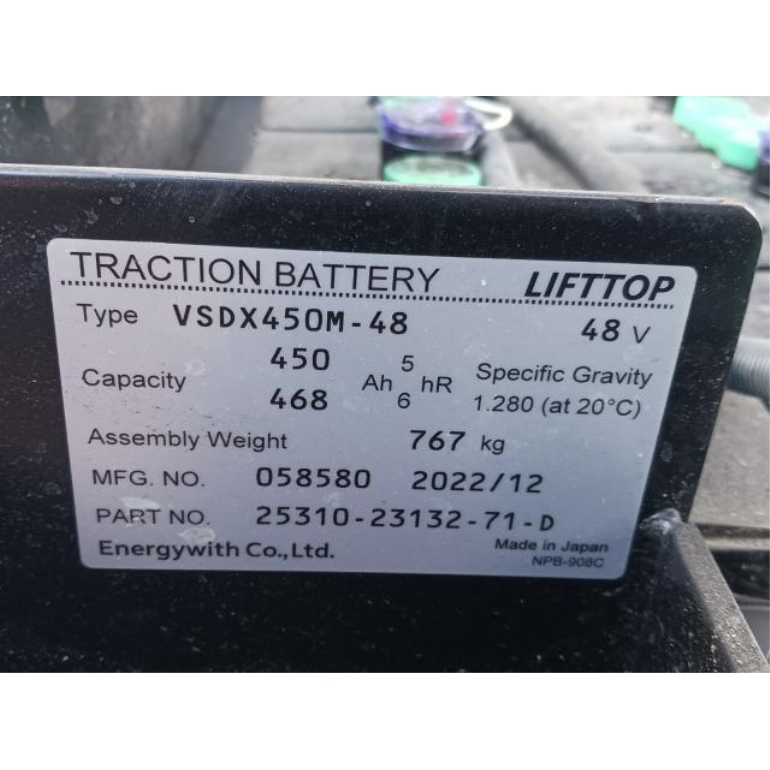 TRACTION BATTERY LIFTTOP
Type VSDX450M-48 48 V
450 5
Capacity Ah hR Specific Gravity
468 6 1.280 (at 20°C)
Assembly Weight 767 kg
MFG. NO. 058580 2022/12
PART NO. 25310-23132-71-D
Energywith Co.,Ltd. Made in Japan
NPB-908C